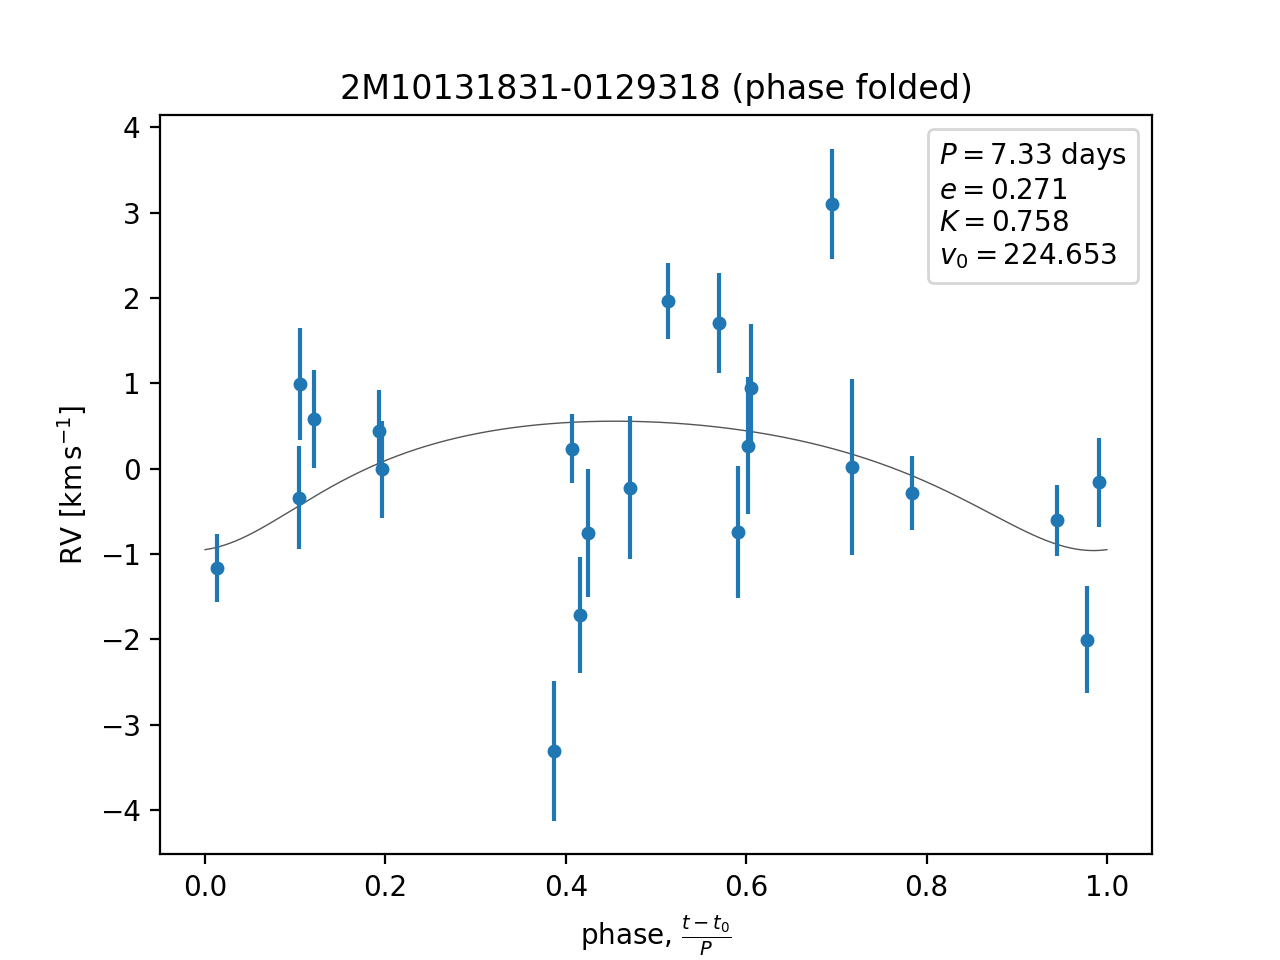 2M10131831-0129318 (phase folded)
P = 7.33 days
e = 0.271
K = 0.758
v₀ = 224.653
RV [km s⁻¹]
4
3
2
1
0
−1
−2
−3
−4
0.0 0.2 0.4 0.6 0.8 1.0
phase, (t − t₀)/P